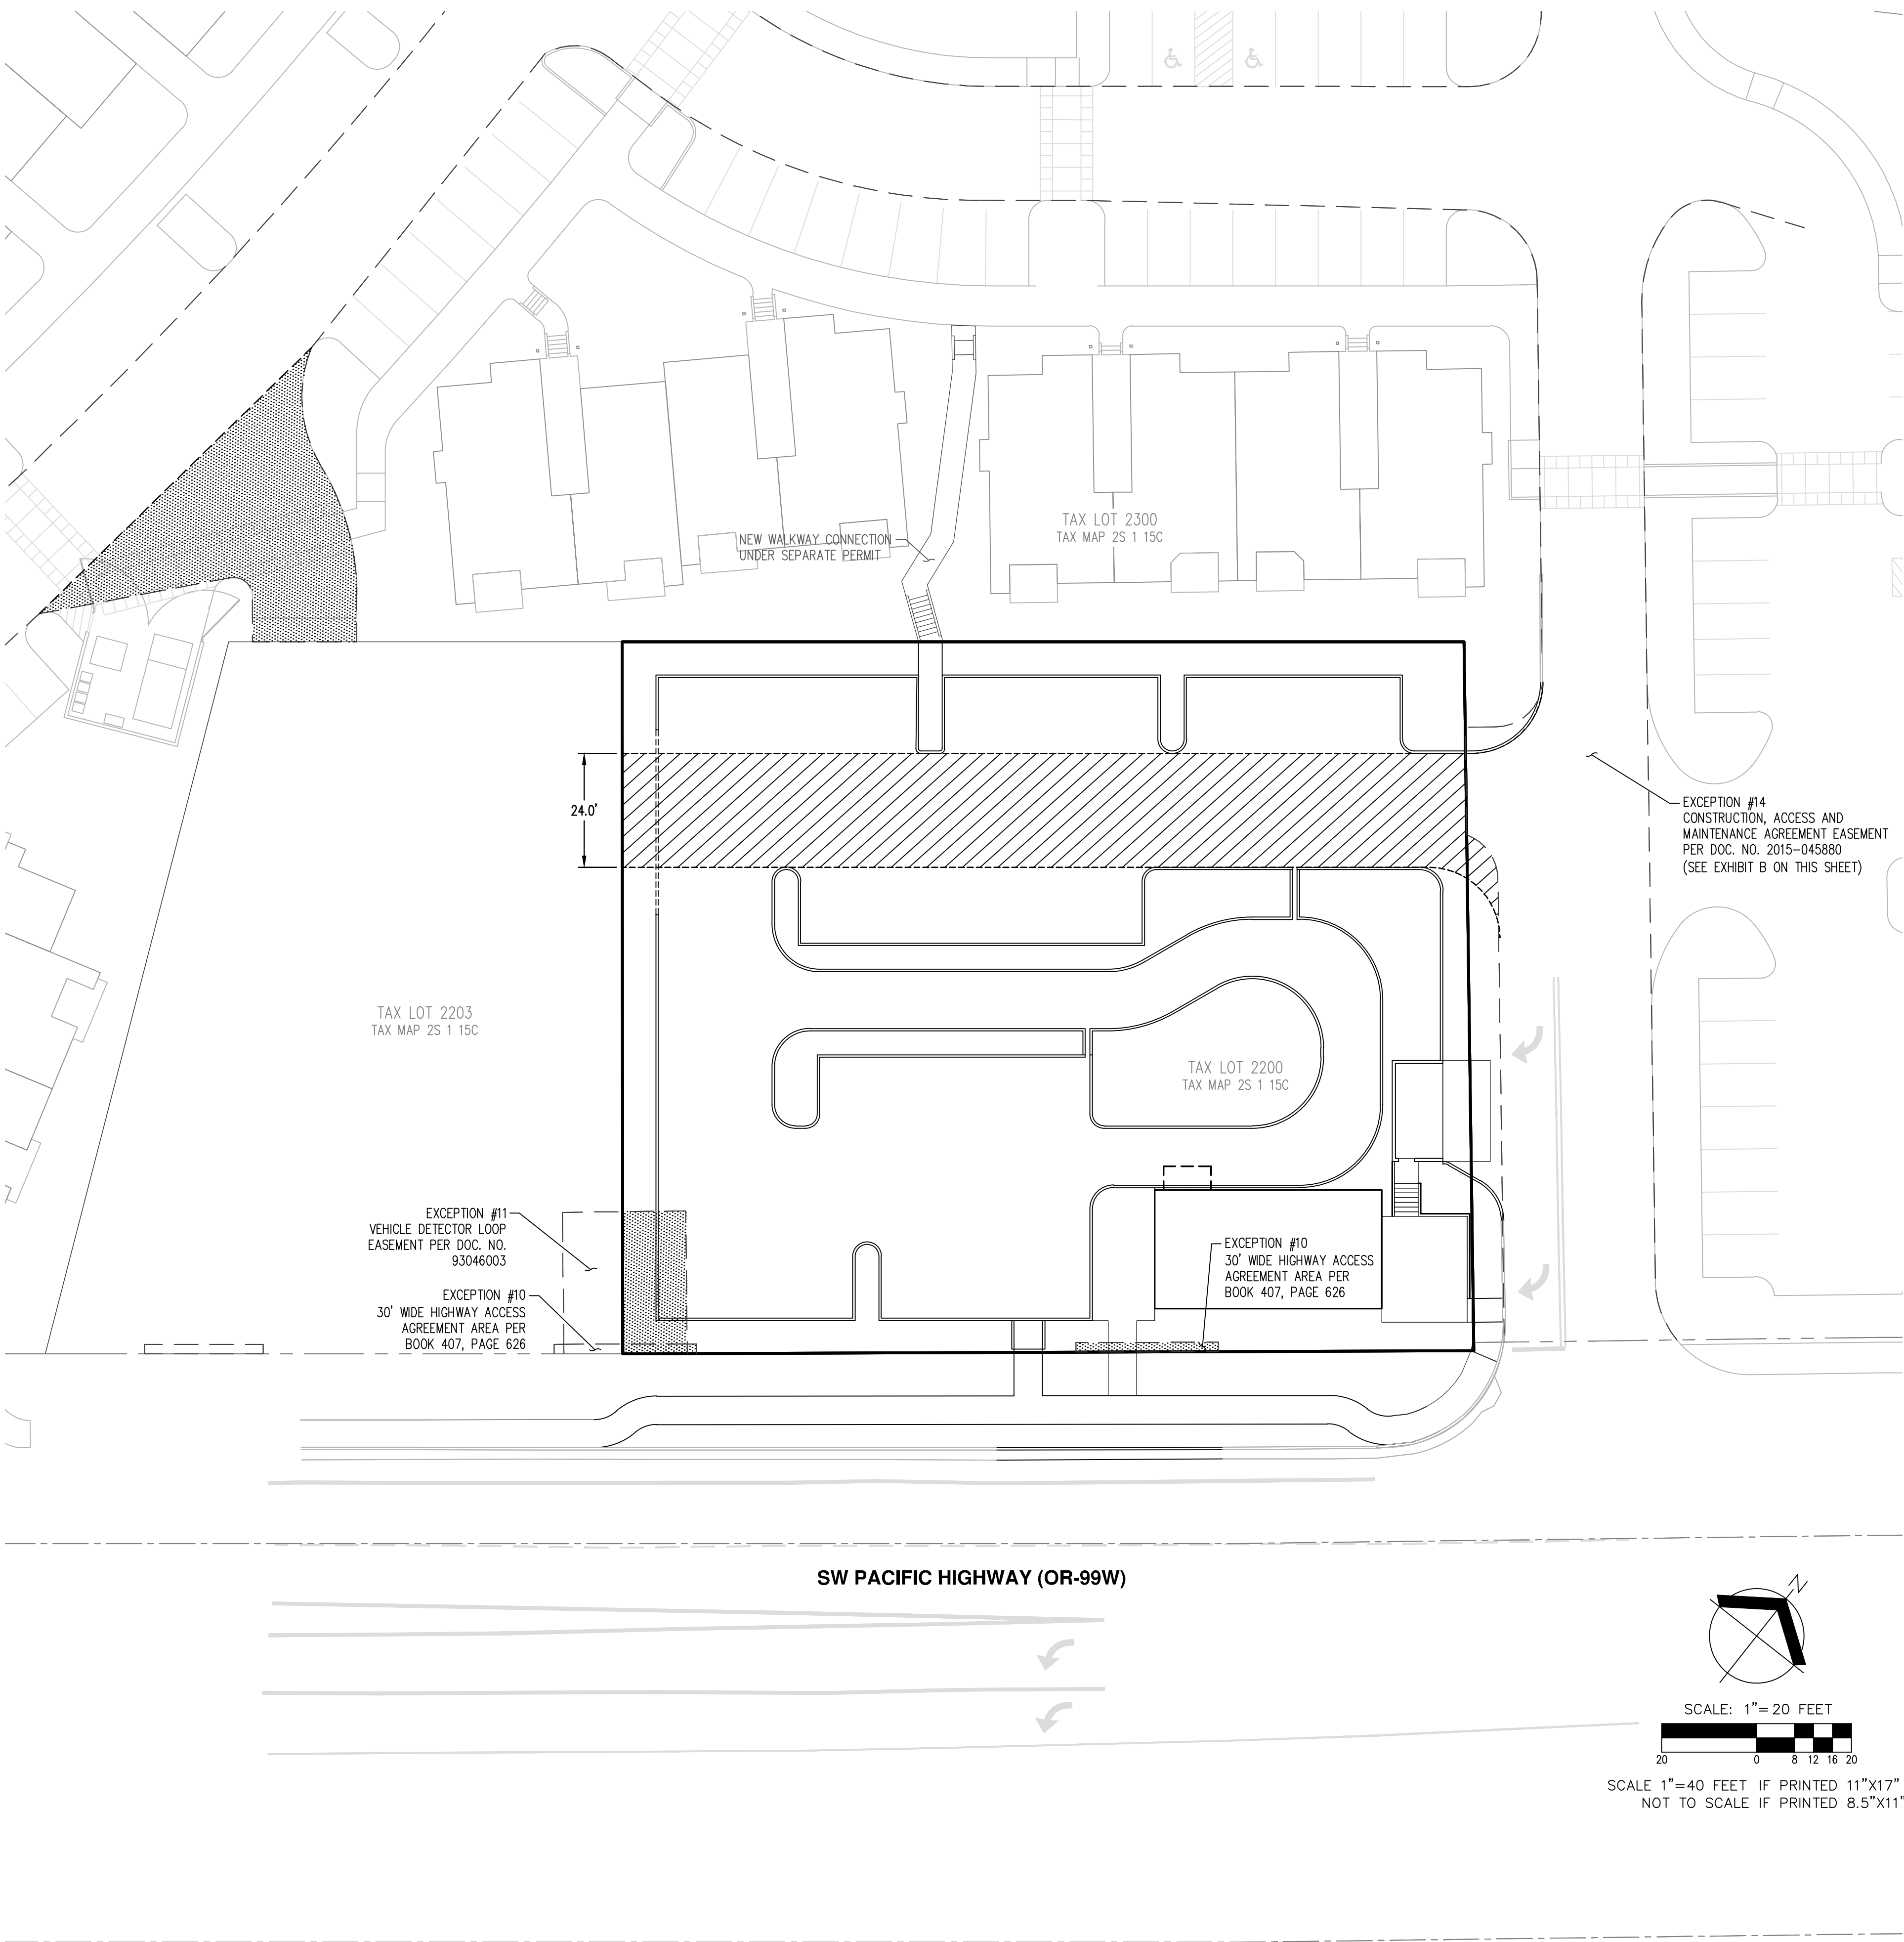 TAX LOT 2300
TAX MAP 2S 1 15C
NEW WALKWAY CONNECTION
UNDER SEPARATE PERMIT
24.0'
EXCEPTION #14
CONSTRUCTION, ACCESS AND
MAINTENANCE AGREEMENT EASEMENT
PER DOC. NO. 2015-045880
(SEE EXHIBIT B ON THIS SHEET)
TAX LOT 2203
TAX MAP 2S 1 15C
TAX LOT 2200
TAX MAP 2S 1 15C
EXCEPTION #11
VEHICLE DETECTOR LOOP
EASEMENT PER DOC. NO.
93046003
EXCEPTION #10
30' WIDE HIGHWAY ACCESS
AGREEMENT AREA PER
BOOK 407, PAGE 626
EXCEPTION #10
30' WIDE HIGHWAY ACCESS
AGREEMENT AREA PER
BOOK 407, PAGE 626
SW PACIFIC HIGHWAY (OR-99W)
N
SCALE: 1"=20 FEET
20 0 8 12 16 20
SCALE 1"=40 FEET IF PRINTED 11"X17"
NOT TO SCALE IF PRINTED 8.5"X11"